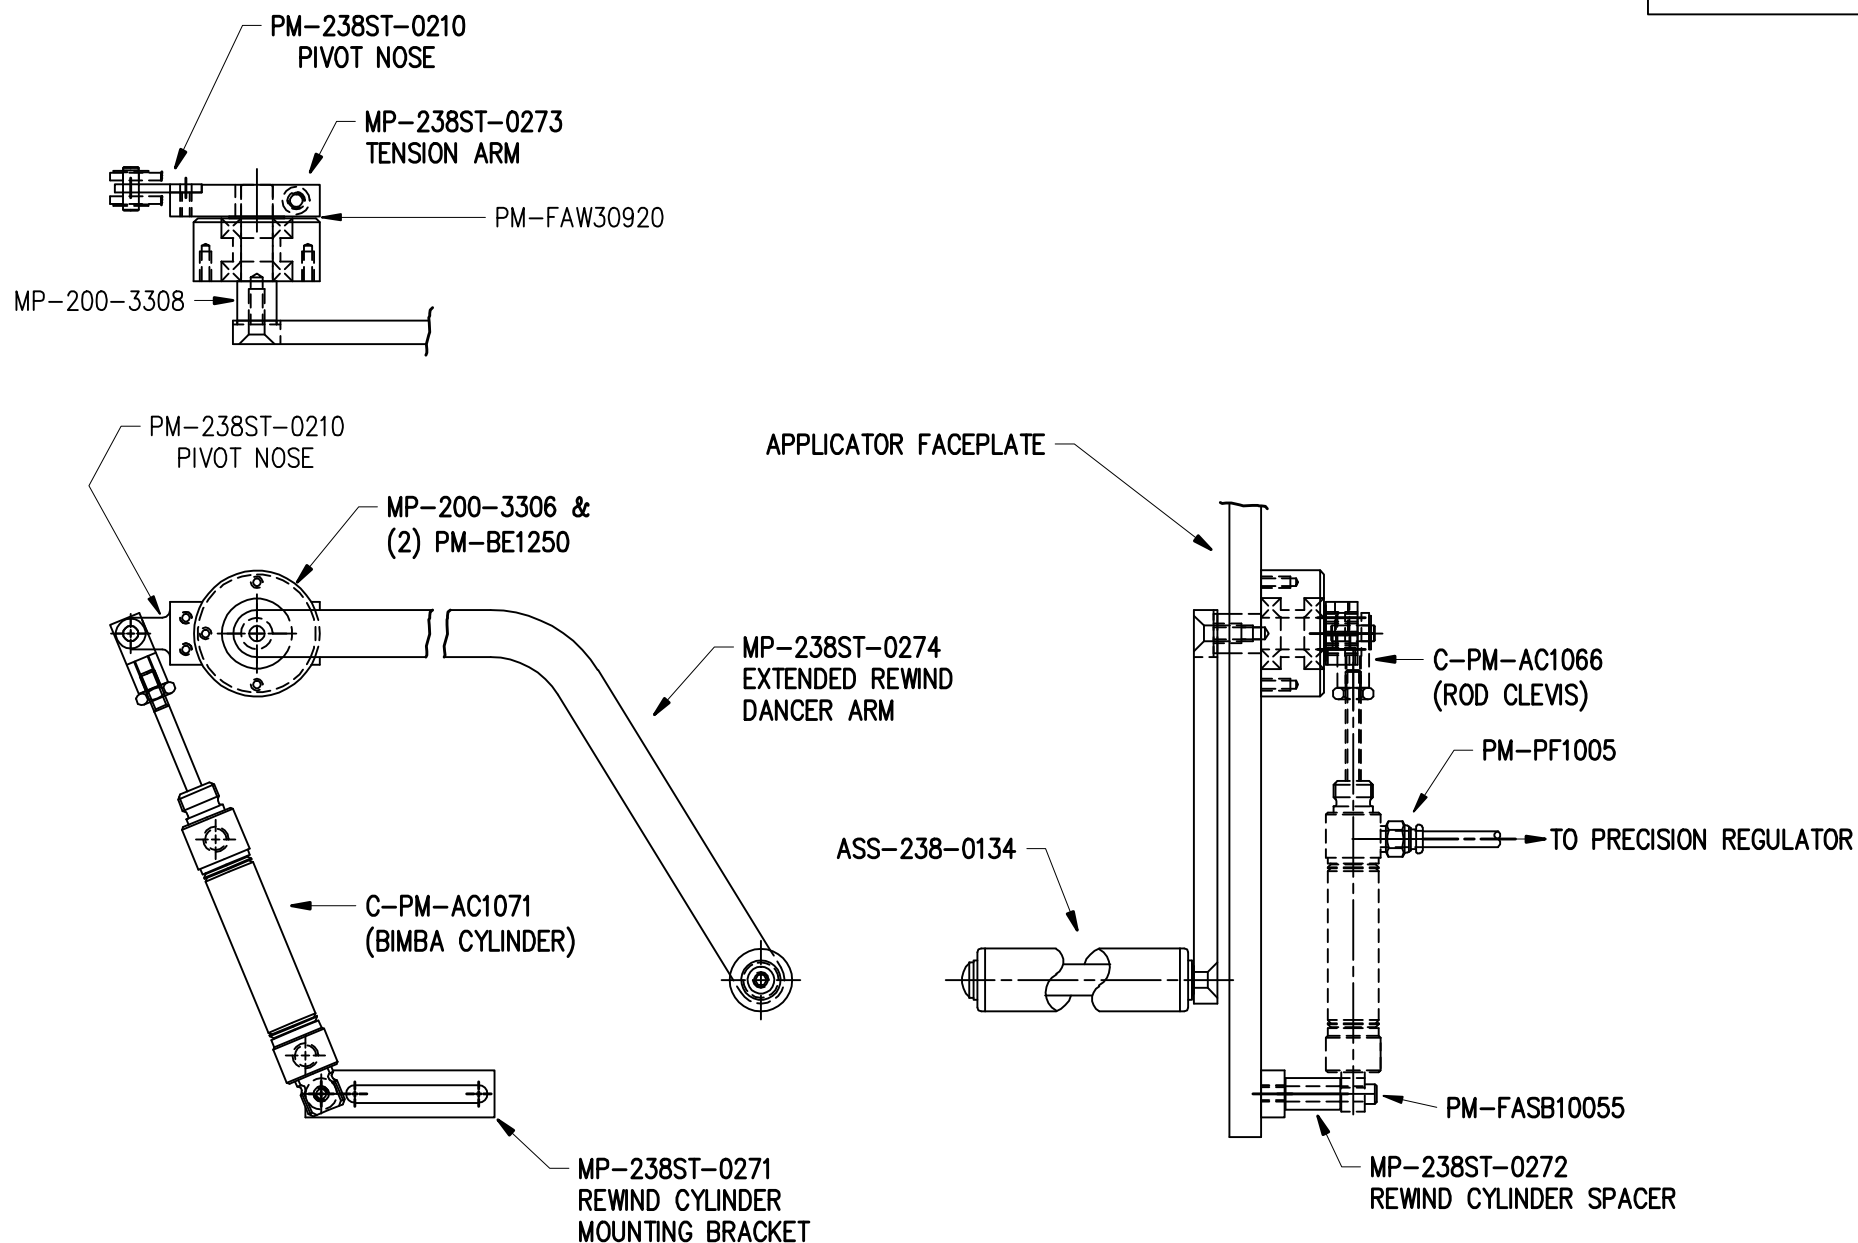 PM-238ST-0210
PIVOT NOSE
MP-238ST-0273
TENSION ARM
PM-FAW30920
MP-200-3308
PM-238ST-0210
PIVOT NOSE
MP-200-3306 &
(2) PM-BE1250
APPLICATOR FACEPLATE
MP-238ST-0274
EXTENDED REWIND
DANCER ARM
C-PM-AC1066
(ROD CLEVIS)
PM-PF1005
TO PRECISION REGULATOR
ASS-238-0134
C-PM-AC1071
(BIMBA CYLINDER)
PM-FASB10055
MP-238ST-0271
REWIND CYLINDER
MOUNTING BRACKET
MP-238ST-0272
REWIND CYLINDER SPACER